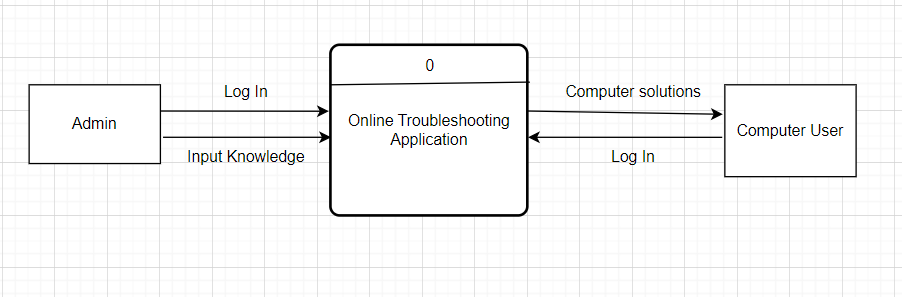 0
Log In
Computer solutions
Admin
Online Troubleshooting
Application
Computer User
Input Knowledge
Log In